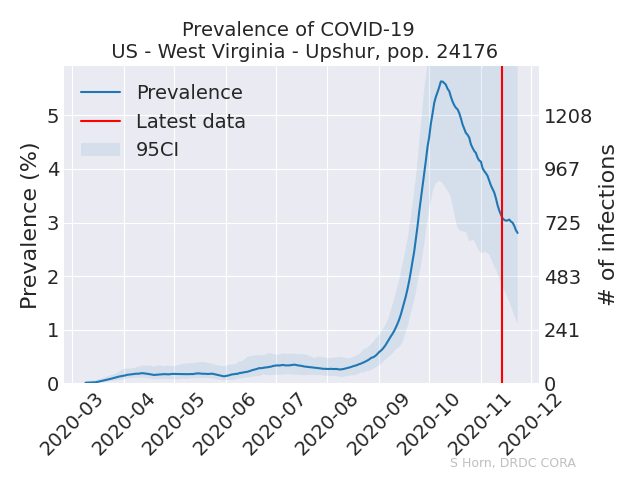 Prevalence of COVID-19
US - West Virginia - Upshur, pop. 24176
Prevalence
Latest data
95CI
Prevalence (%)
5
4
3
2
1
0
1208
967
725
483
241
0
# of infections
2020-03
2020-04
2020-05
2020-06
2020-07
2020-08
2020-09
2020-10
2020-11
2020-12
S Horn, DRDC CORA